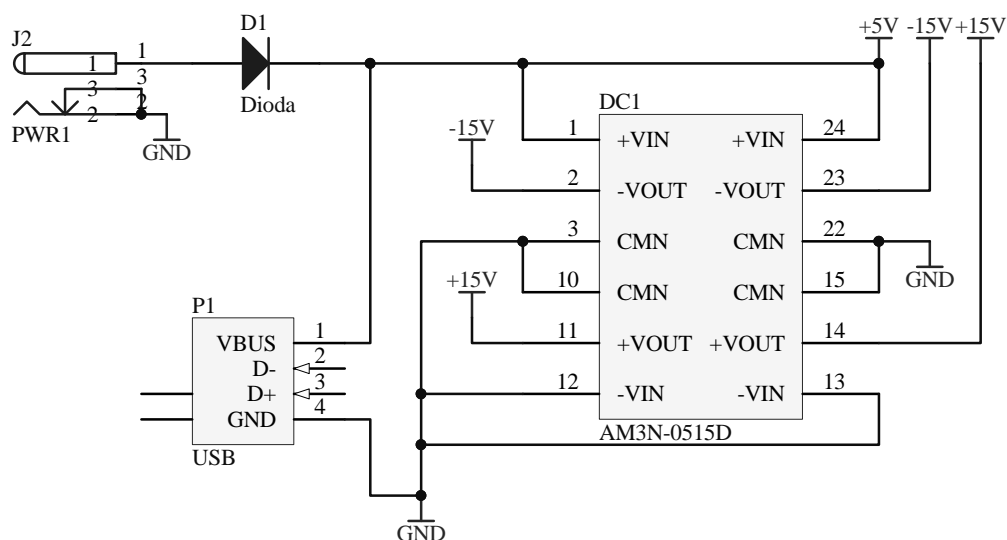 +5V -15V +15V
D1
J2
1 1
3 3
2 2
PWR1
Dioda
GND
DC1
-15V
1 +VIN +VIN 24
2 -VOUT -VOUT 23
3 CMN CMN 22
GND
+15V
10 CMN CMN 15
11 +VOUT +VOUT 14
12 -VIN -VIN 13
AM3N-0515D
P1
VBUS 1
D- 2
D+ 3
GND 4
USB
GND